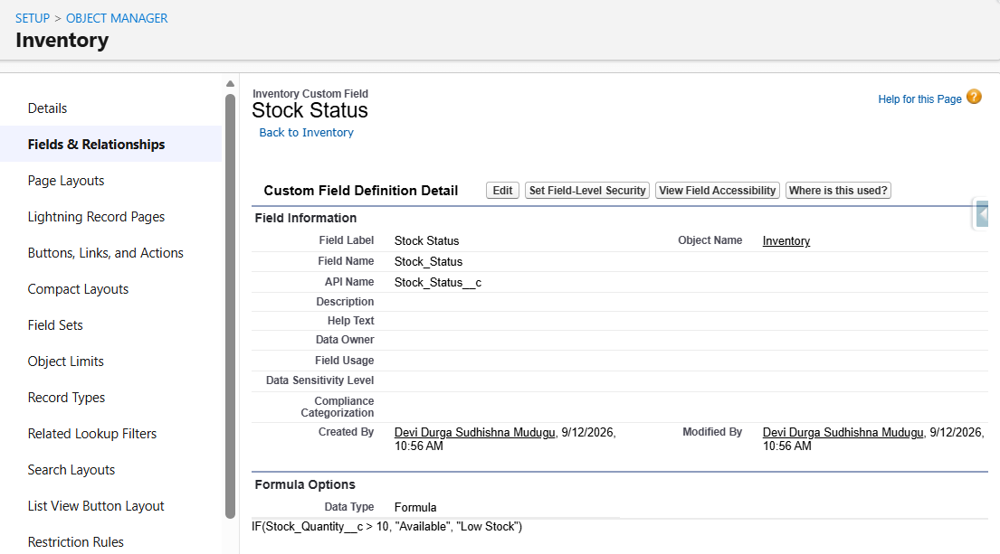 SETUP > OBJECT MANAGER
Inventory
Details
Fields & Relationships
Page Layouts
Lightning Record Pages
Buttons, Links, and Actions
Compact Layouts
Field Sets
Object Limits
Record Types
Related Lookup Filters
Search Layouts
List View Button Layout
Restriction Rules
Inventory Custom Field
Stock Status
Back to Inventory
Help for this Page ?
Custom Field Definition Detail Edit Set Field-Level Security View Field Accessibility Where is this used?
Field Information
Field Label Stock Status Object Name Inventory
Field Name Stock_Status
API Name Stock_Status__c
Description
Help Text
Data Owner
Field Usage
Data Sensitivity Level
Compliance
Categorization
Created By Devi Durga Sudhishna Mudugu, 9/12/2026, Modified By Devi Durga Sudhishna Mudugu, 9/12/2026,
10:56 AM 10:56 AM
Formula Options
Data Type Formula
IF(Stock_Quantity__c > 10, "Available", "Low Stock")